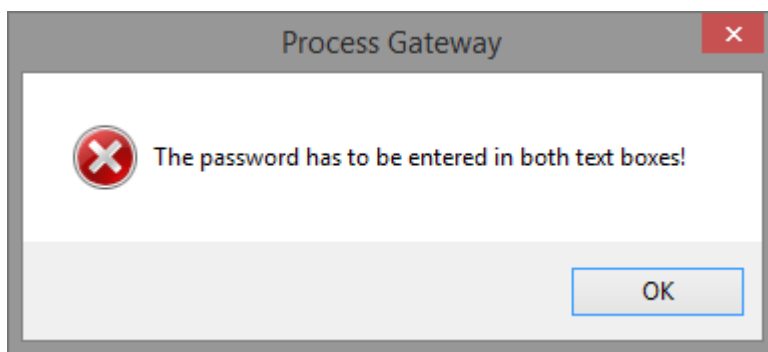 Process Gateway
The password has to be entered in both text boxes!
OK